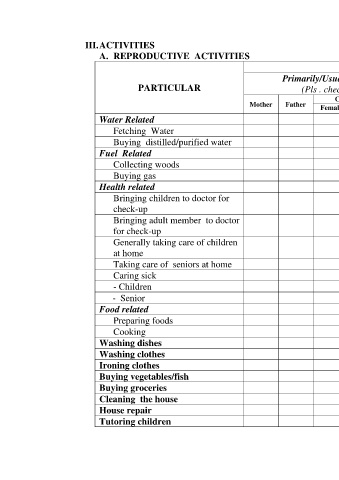 III. ACTIVITIES
A. REPRODUCTIVE ACTIVITIES
PARTICULAR
Primarily/Usu
(Pls . chec
Mother Father
Femal
Water Related
Fetching Water
Buying distilled/purified water
Fuel Related
Collecting woods
Buying gas
Health related
Bringing children to doctor for
check-up
Bringing adult member to doctor
for check-up
Generally taking care of children
at home
Taking care of seniors at home
Caring sick
- Children
- Senior
Food related
Preparing foods
Cooking
Washing dishes
Washing clothes
Ironing clothes
Buying vegetables/fish
Buying groceries
Cleaning the house
House repair
Tutoring children